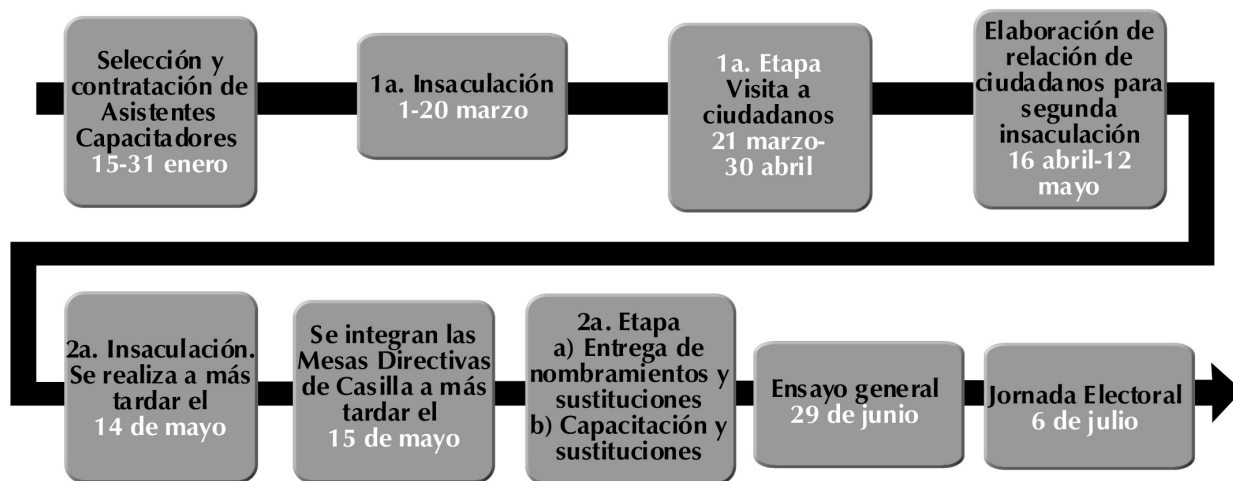 Selección y
contratación de
Asistentes
Capacitadores
15-31 enero
1a. Insaculación
1-20 marzo
1a. Etapa
Visita a
ciudadanos
21 marzo-
30 abril
Elaboración de
relación de
ciudadanos para
segunda
insaculación
16 abril-12
mayo
2a. Insaculación.
Se realiza a más
tardar el
14 de mayo
Se integran las
Mesas Directivas
de Casilla a más
tardar el
15 de mayo
2a. Etapa
a) Entrega de
nombramientos y
sustituciones
b) Capacitación y
sustituciones
Ensayo general
29 de junio
Jornada Electoral
6 de julio